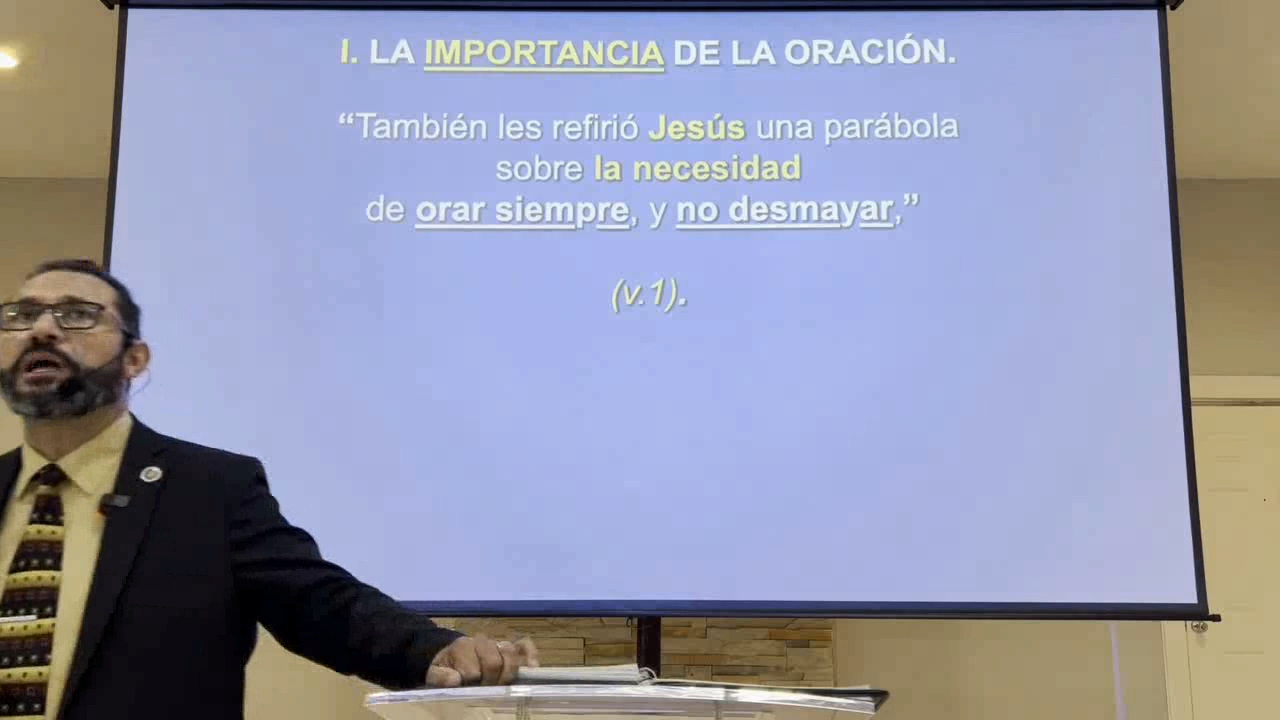 I. LA IMPORTANCIA DE LA ORACIÓN.
“También les refirió Jesús una parábola
sobre la necesidad
de orar siempre, y no desmayar,”
(v.1).